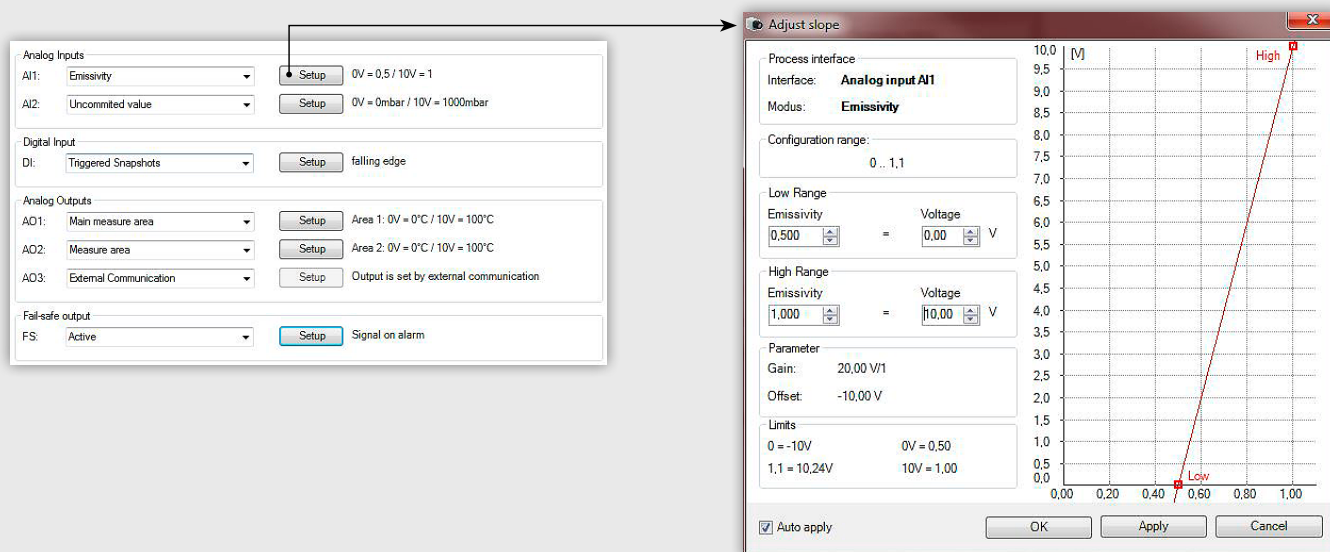 Analog Inputs
AI1: Emissivity Setup 0V = 0,5 / 10V = 1
AI2: Uncommited value Setup 0V = 0mbar / 10V = 1000mbar
Digital Input
DI: Triggered Snapshots Setup falling edge
Analog Outputs
AO1: Main measure area Setup Area 1: 0V = 0°C / 10V = 100°C
AO2: Measure area Setup Area 2: 0V = 0°C / 10V = 100°C
AO3: External Communication Setup Output is set by external communication
Fail-safe output
FS: Active Setup Signal on alarm
Adjust slope
Process interface
Interface: Analog input AI1
Modus: Emissivity
Configuration range:
0 .. 1,1
Low Range
Emissivity Voltage
0,500 = 0,00 V
High Range
Emissivity Voltage
1,000 = 10,00 V
Parameter
Gain: 20,00 V/1
Offset: -10,00 V
Limits
0 = -10V 0V = 0,50
1,1 = 10,24V 10V = 1,00
Auto apply
10,0 [V] High
9,5
9,0
8,5
8,0
7,5
7,0
6,5
6,0
5,5
5,0
4,5
4,0
3,5
3,0
2,5
2,0
1,5
1,0
0,5
0,0 Low
0,00 0,20 0,40 0,60 0,80 1,00
OK Apply Cancel